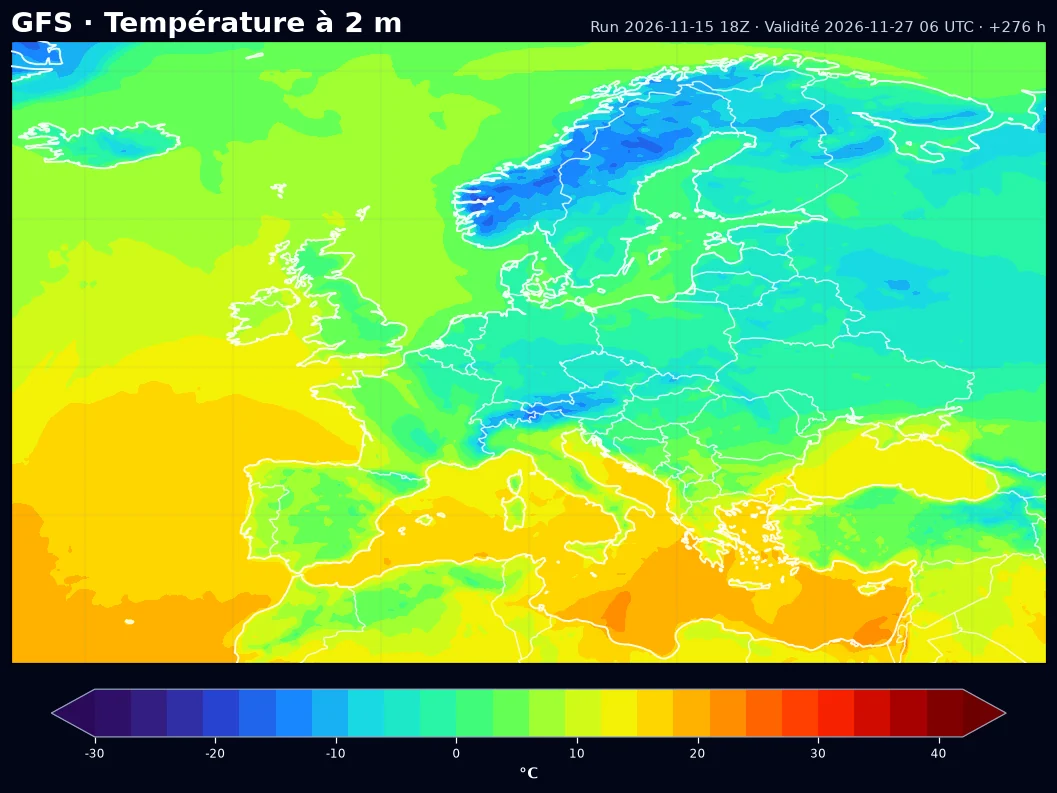 GFS · Température à 2 m
Run 2026-11-15 18Z · Validité 2026-11-27 06 UTC · +276 h
-30 -20 -10 0 10 20 30 40
°C